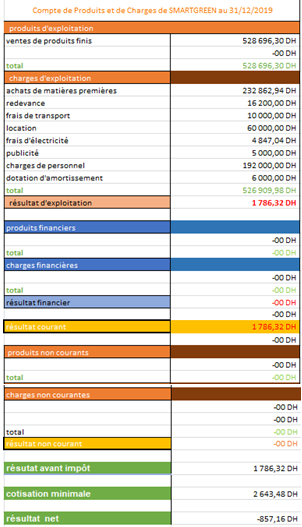 Compte de Produits et de Charges de SMARTGREEN au 31/12/2019
produits d'exploitation
ventes de produits finis 528 696,30 DH
-00 DH
total 528 696,30 DH
charges d'exploitation
achats de matières premières 232 862,94 DH
redevance 16 200,00 DH
frais de transport 10 000,00 DH
location 60 000,00 DH
frais d'électricité 4 847,04 DH
publicité 5 000,00 DH
charges de personnel 192 000,00 DH
dotation d'amortissement 6 000,00 DH
total 526 909,98 DH
résultat d'exploitation 1 786,32 DH
produits financiers
-00 DH
total -00 DH
charges financières
-00 DH
total -00 DH
résultat financier -00 DH
-00 DH
résultat courant 1 786,32 DH
-00 DH
produits non courants
-00 DH
total -00 DH
charges non courantes
-00 DH
-00 DH
total -00 DH
résultat non courant -00 DH
résutat avant impôt 1 786,32 DH
cotisation minimale 2 643,48 DH
résultat net -857,16 DH